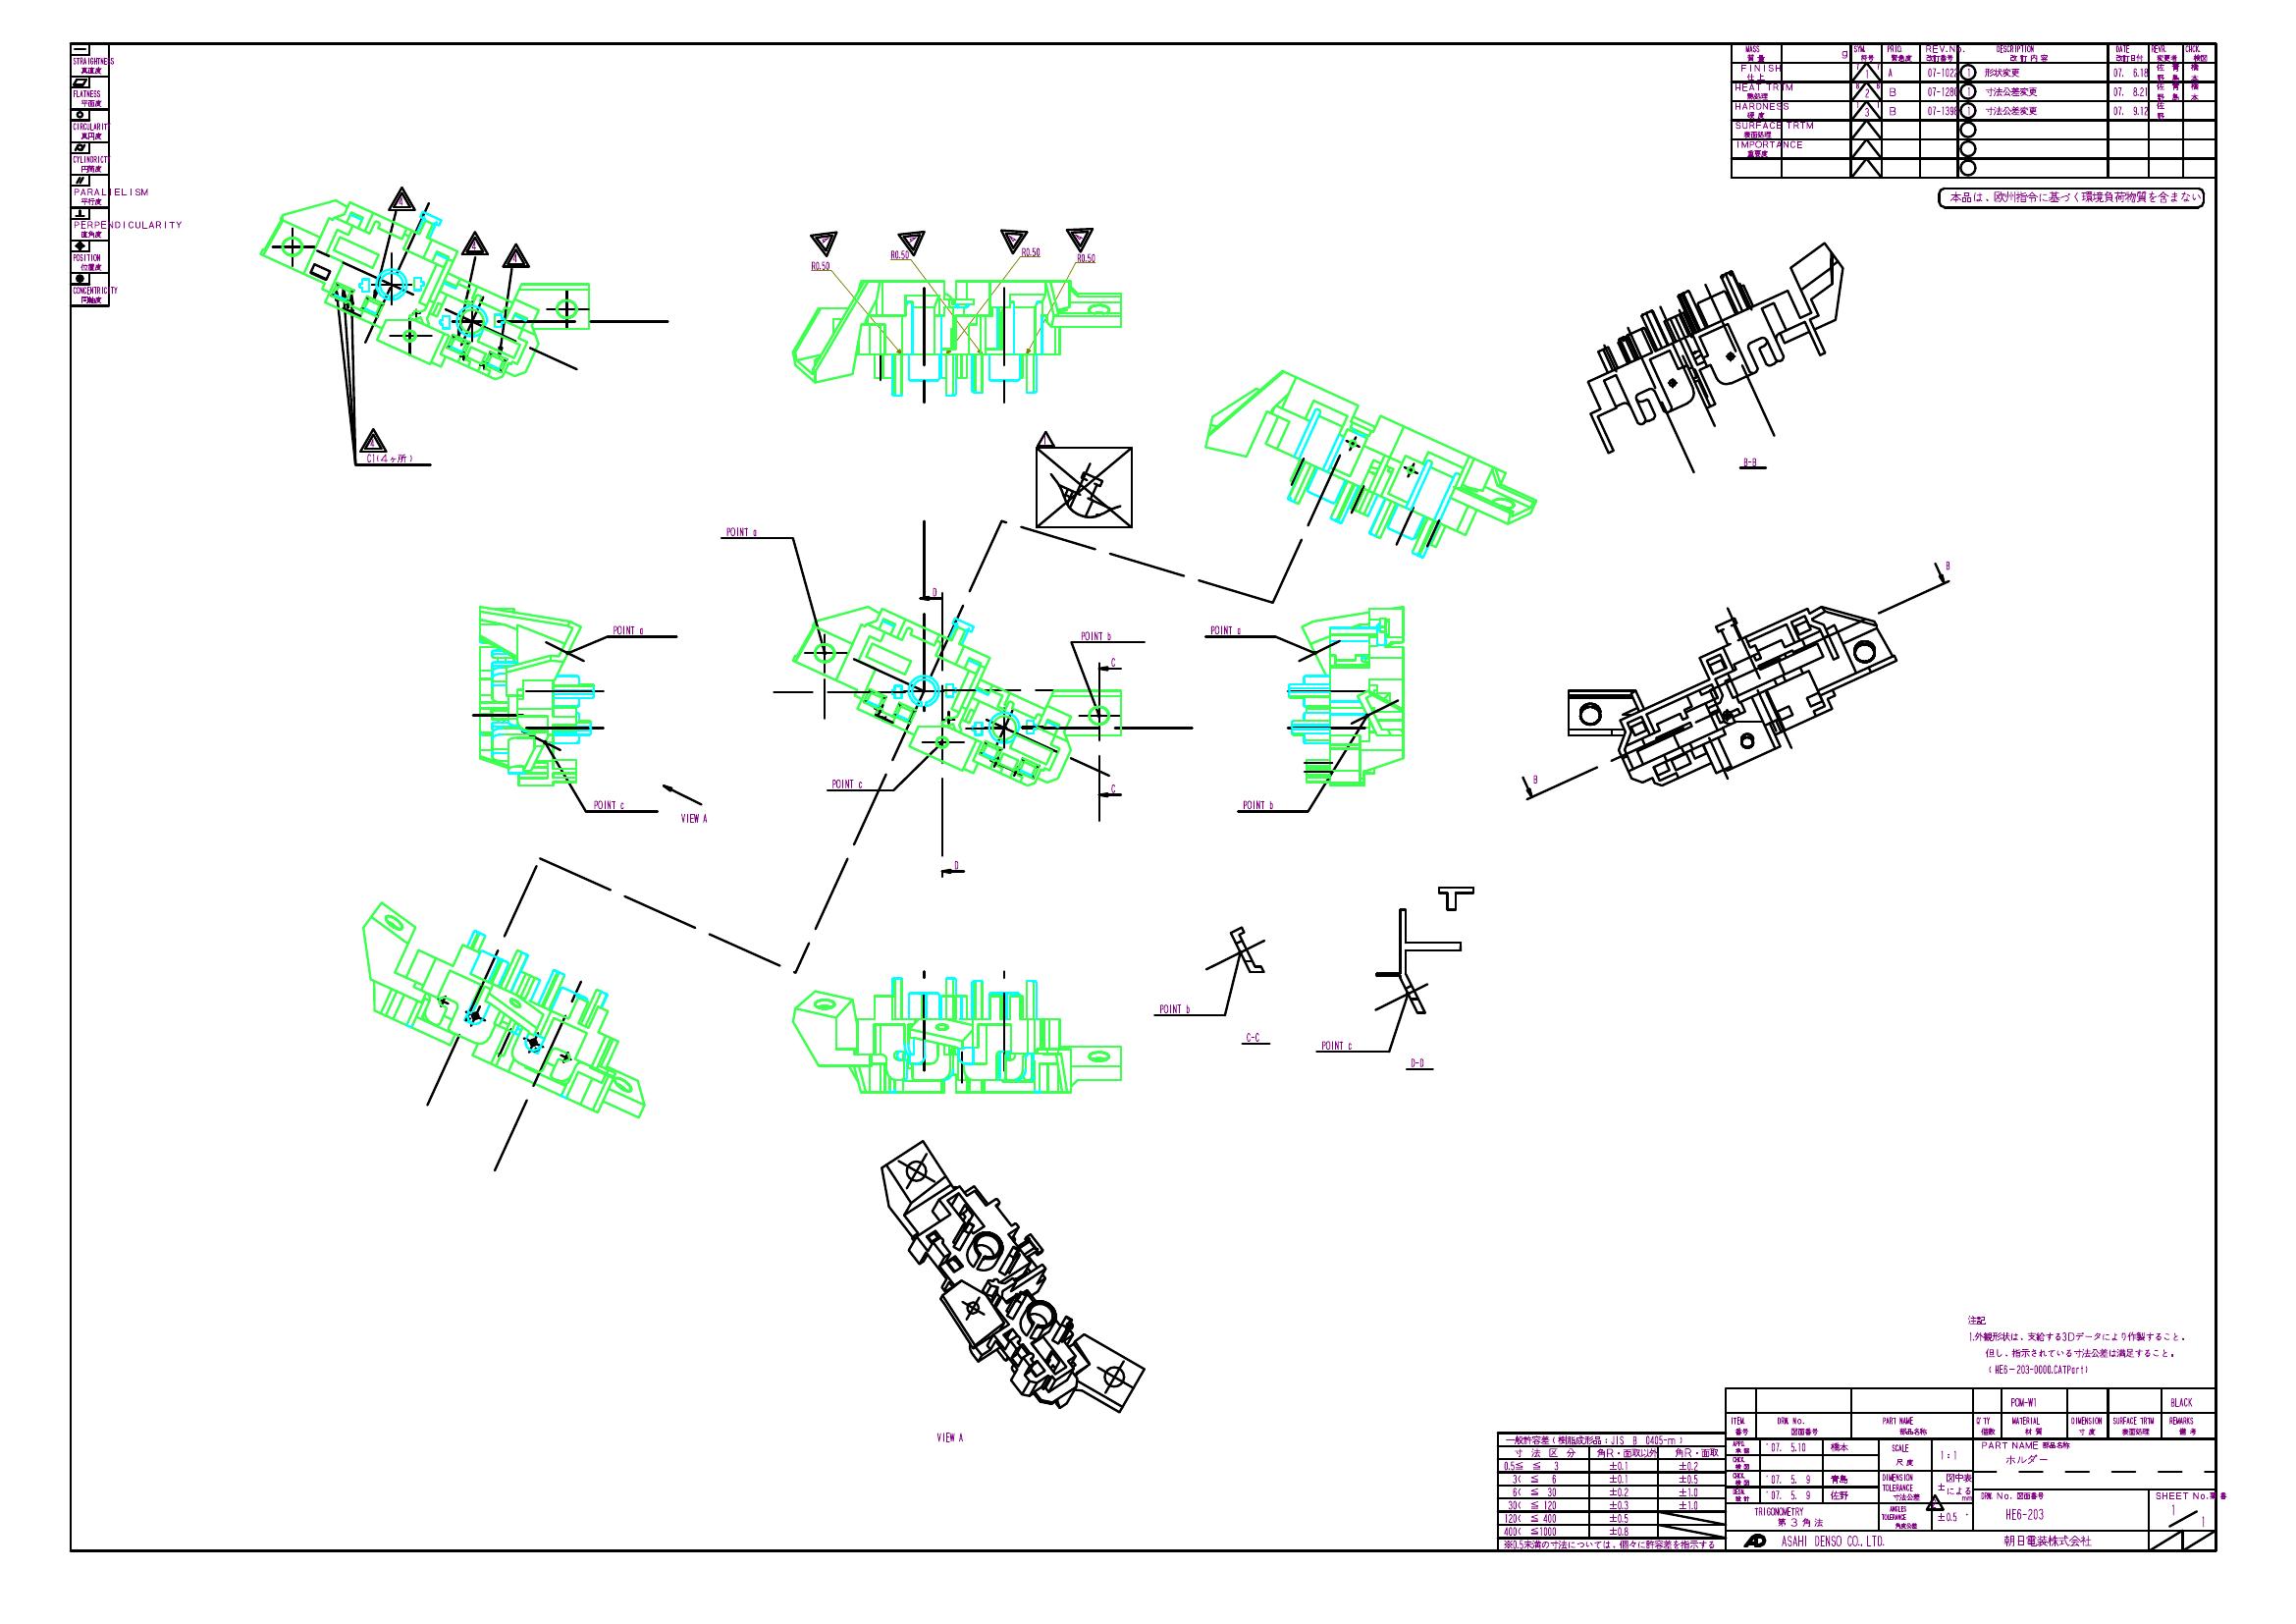 STRAIGHTNESS
真直度
FLATNESS
平面度
CIRCULARITY
真円度
CYLINDRICITY
円筒度
PARALIELISM
平行度
PERPENDICULARITY
直角度
POSITION
位置度
CONCENTRICITY
同軸度
MASS 質量 g
FINISH 仕上
HEAT TRTM 熱処理
HARDNESS 硬度
SURFACE TRTM 表面処理
IMPORTANCE 重要度
SYM. 符号 PRIO. 緊急度 REV.No. 改訂番号 DESCRIPTION 改訂内容 DATE 改訂日付 REVR. 変更者 CHCK. 検図
1 A 形状変更 07. 6.18 佐野 青島 橋本
2 B 07-1280 1 寸法公差変更 07. 8.21 佐野 青島 橋本
3 B 07-1398 1 寸法公差変更 07. 9.12 佐野
本品は、欧州指令に基づく環境負荷物質を含まない
4
4
4
4
C1(4ヶ所)
R0.50
R0.50
R0.50
R0.50
1
B-B
POINT a
POINT a
D
POINT b
C
POINT a
B
POINT c
VIEW A
POINT c
C
POINT b
B
D
POINT b
C-C
POINT c
D-D
VIEW A
注記
1.外観形状は、支給する3Dデータにより作製すること。
但し、指示されている寸法公差は満足すること。
(HE6-203-0000.CATPart)
一般許容差(樹脂成形品:JIS B 0405-m)
寸法区分 角R・面取以外 角R・面取
0.5≦ ≦ 3 ±0.1 ±0.2
3< ≦ 6 ±0.1 ±0.5
6< ≦ 30 ±0.2 ±1.0
30< ≦ 120 ±0.3 ±1.0
120< ≦ 400 ±0.5
400< ≦1000 ±0.8
※0.5未満の寸法については、個々に許容差を指示する
POM-W1 BLACK
ITEM. 番号 DRW. No. 図面番号 PART NAME 部品名称 Q'TY 個数 MATERIAL 材質 DIMENSION 寸度 SURFACE TRTM 表面処理 REMARKS 備考
'07. 5.10 橋本
'07. 5. 9 青島
'07. 5. 9 佐野
SCALE 尺度 1:1
DIMENSION TOLERANCE 寸法公差 ± 図中表による mm
TRIGONOMETRY 第3角法
ANGLES TOLERANCE 角度公差 ±0.5 °
PART NAME 部品名称
ホルダー
DRW. No. 図面番号
HE6-203
SHEET No.
1/1
ASAHI DENSO CO., LTD. 朝日電装株式会社